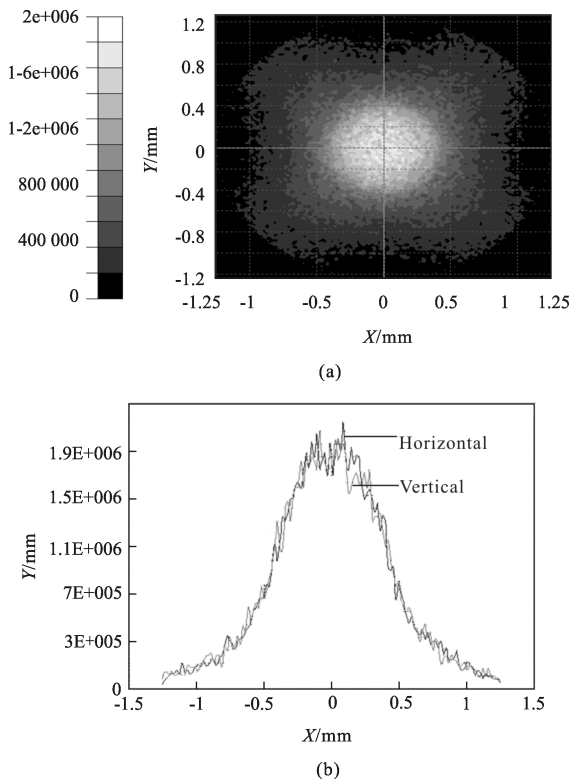 2e+006
1-6e+006
1-2e+006
800 000
400 000
0
Y/mm
1.2
0.8
0.4
0
-0.4
-0.8
-1.2
-1.25 -1 -0.5 0 0.5 1 1.25
X/mm
(a)
Y/mm
1.9E+006
1.5E+006
1.1E+006
7E+005
3E+005
0
Horizontal
Vertical
-1.5 -1 -0.5 0 0.5 1 1.5
X/mm
(b)